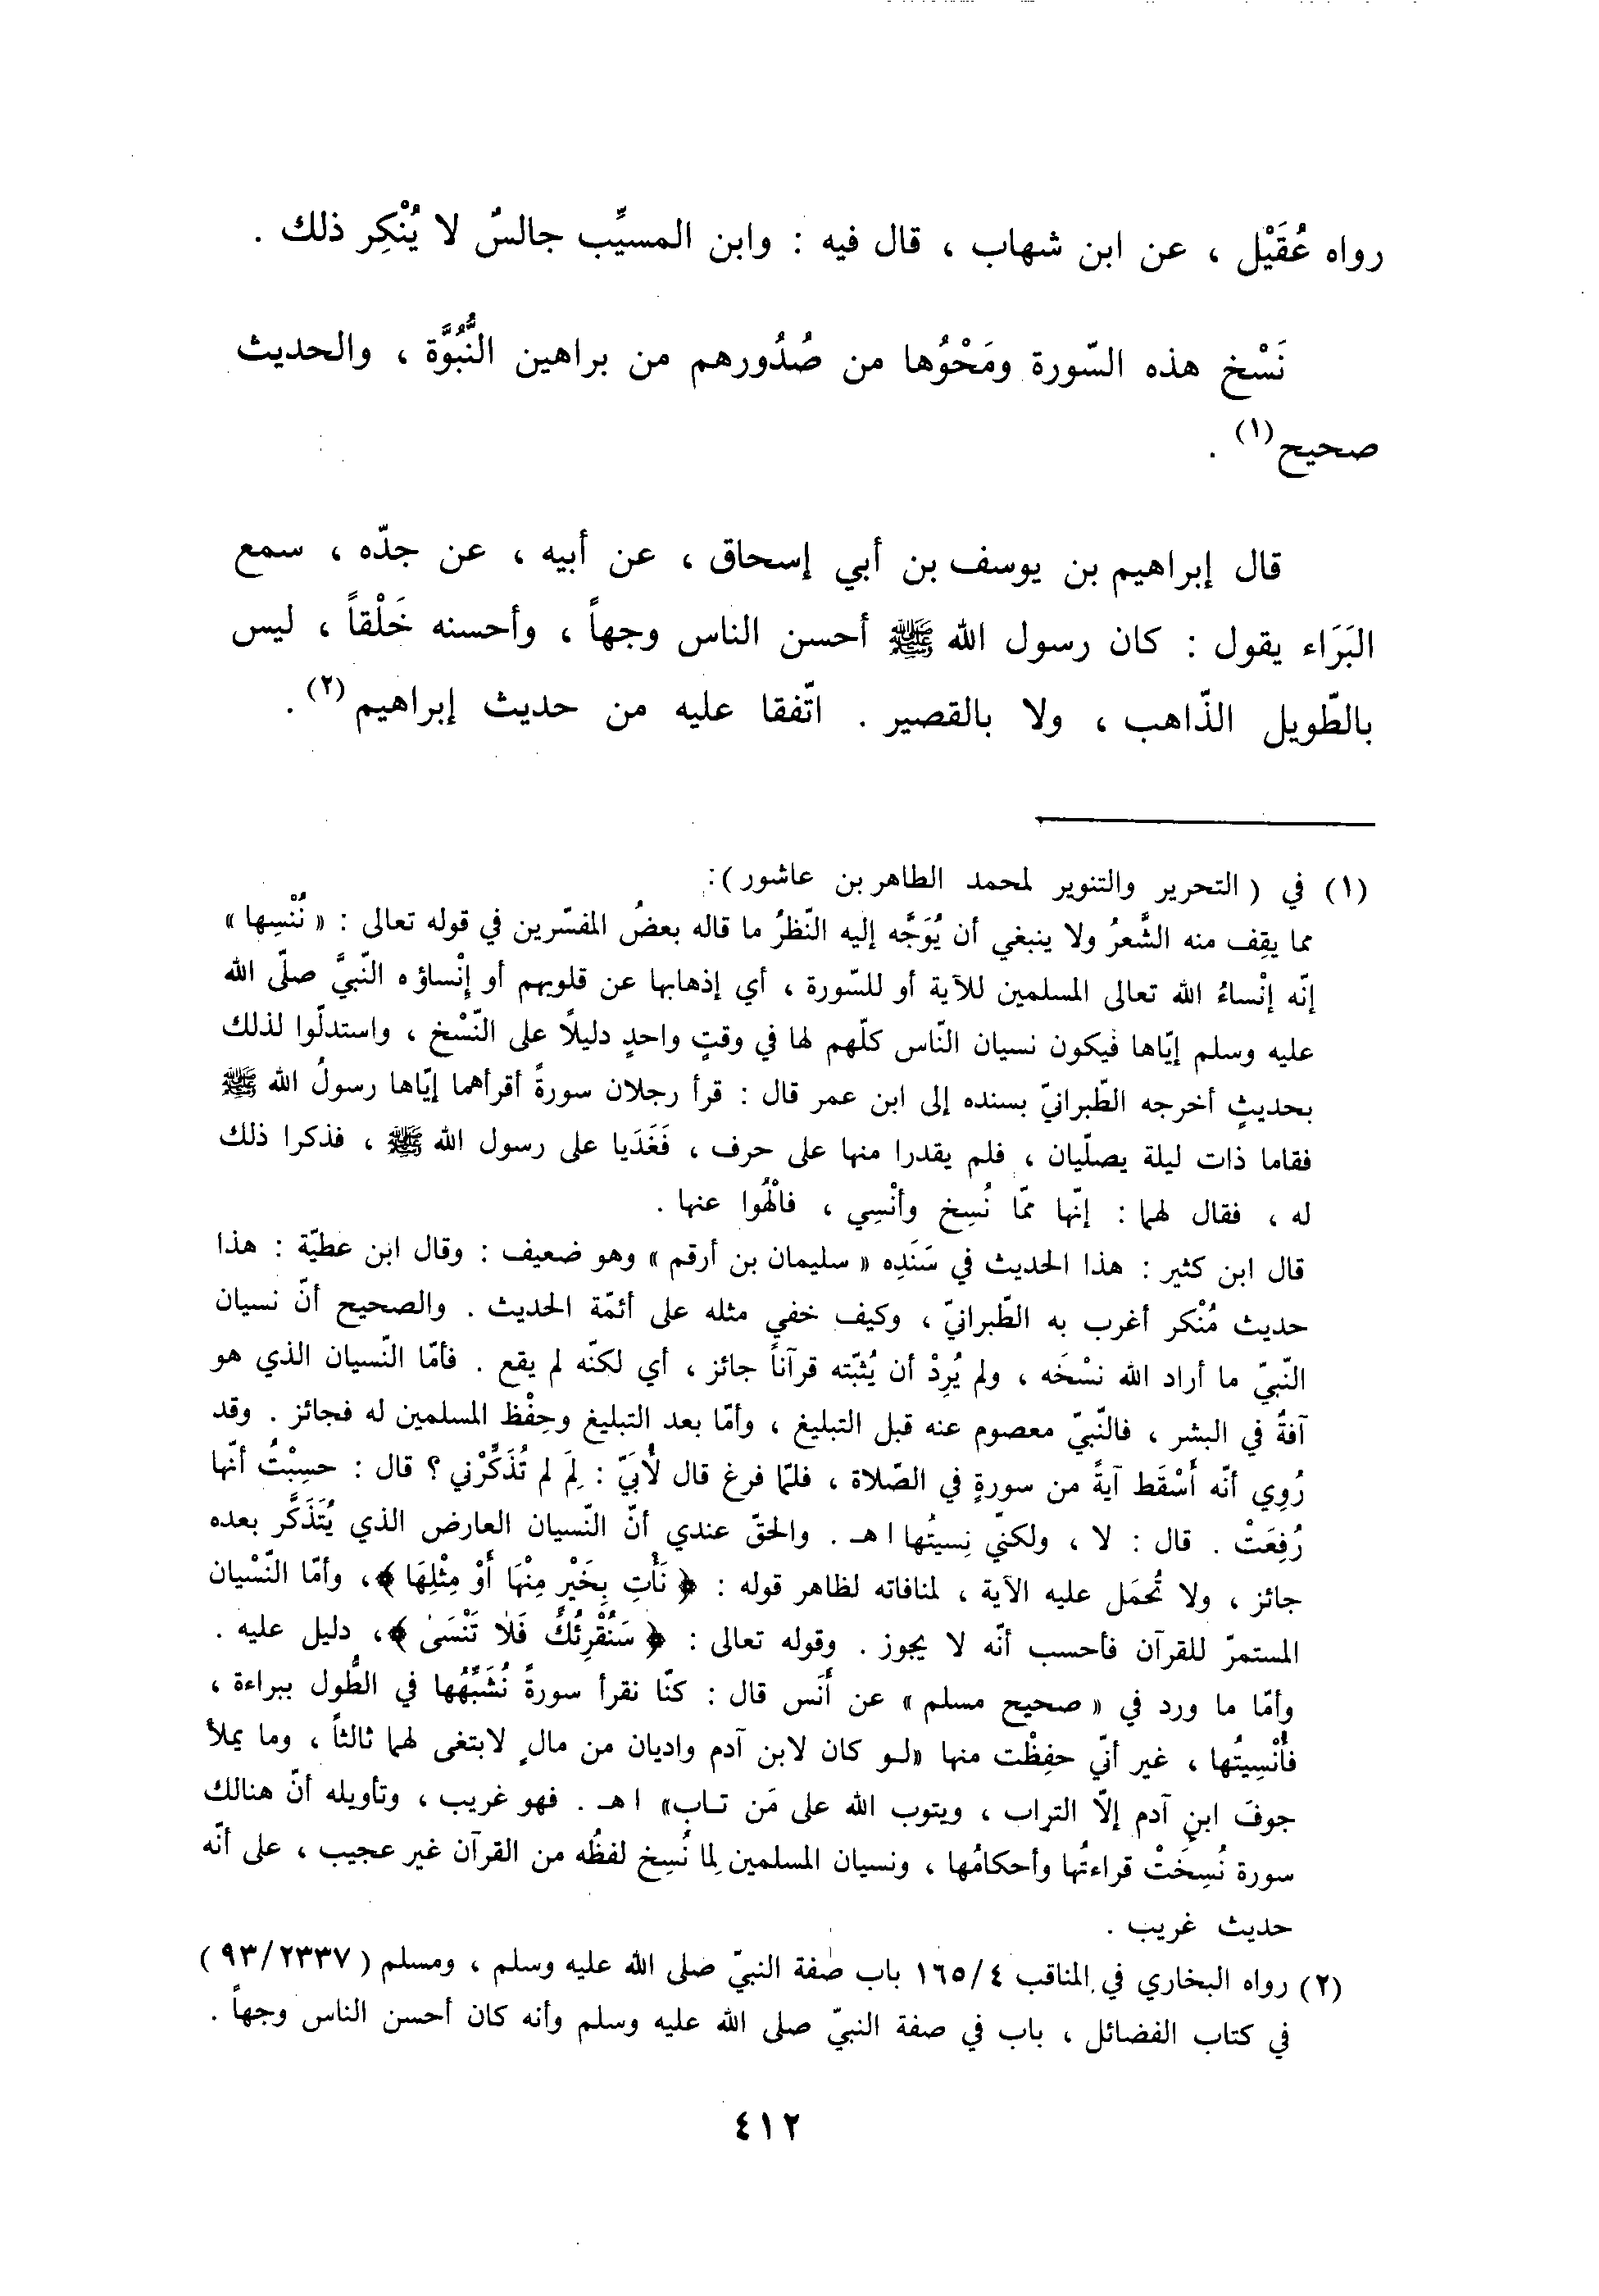 رواه عُقَيْل ، عن ابن شهاب ، قال فيه : وابن المسيِّب جالسٌ لا يُنْكِر ذلك .
نَسْخ هذه السّورة ومَحْوُها من صُدُورهم من براهين النُّبُوَّة ، والحديث
صحيح(١) .
قال إبراهيم بن يوسف بن أبي إسحاق ، عن أبيه ، عن جدّه ، سمع
البَرَاء يقول : كان رسول الله ﷺ أحسن الناس وجهاً ، وأحسنه خَلْقاً ، ليس
بالطّويل الذّاهب ، ولا بالقصير . اتّفقا عليه من حديث إبراهيم(٢) .
(١) في ( التحرير والتنوير لمحمد الطاهر بن عاشور ):
مما يقِف منه الشَّعرُ ولا ينبغي أن يُوَجَّه إليه النّظرُ ما قاله بعضُ المفسّرين في قوله تعالى : « نُنْسِها »
إنّه إنْساءُ الله تعالى المسلمين للآية أو للسّورة ، أي إذهابها عن قلوبهم أو إنْساؤه النّبيَّ صلّى الله
عليه وسلم إيّاها فيكون نسيان النّاس كلّهم لها في وقتٍ واحدٍ دليلاً على النّسْخ ، واستدلّوا لذلك
بحديثٍ أخرجه الطّبرانيّ بسنده إلى ابن عمر قال : قرأ رجلان سورةً أقرأهما إيّاها رسولُ الله ﷺ
فقاما ذات ليلة يصلّيان ، فلم يقدرا منها على حرف ، فَغَدَيا على رسول الله ﷺ ، فذكرا ذلك
له ، فقال لهما : إنّها ممّا نُسِخ وأنْسِي ، فالْهُوا عنها .
قال ابن كثير : هذا الحديث في سَنَدِه « سليمان بن أرقم » وهو ضعيف : وقال ابن عطيّة : هذا
حديث مُنْكر أغرب به الطّبرانيّ ، وكيف خفي مثله على أئمّة الحديث . والصحيح أنّ نسيان
النّبيّ ما أراد الله نسْخَه ، ولم يُرِدْ أن يُثبّته قرآناً جائز ، أي لكنّه لم يقع . فأمّا النّسيان الذي هو
آفةٌ في البشر ، فالنّبيّ معصوم عنه قبل التبليغ ، وأمّا بعد التبليغ وحِفْظ المسلمين له فجائز . وقد
رُوِي أنّه أَسْقَط آيةً من سورةٍ في الصّلاة ، فلمّا فرغ قال لأُبَيّ : لِمَ لم تُذَكِّرْني ؟ قال : حسِبْتُ أنّها
رُفِعَتْ . قال : لا ، ولكنّي نِسيتُها ا هـ . والحقّ عندي أنّ النّسيان العارض الذي يُتَذَكَّر بعده
جائز ، ولا تُحمَل عليه الآية ، لمنافاته لظاهر قوله : ﴿ نَأْتِ بِخَيْرٍ مِنْهَا أَوْ مِثْلِهَا ﴾، وأمّا النّسْيان
المستمرّ للقرآن فأحسب أنّه لا يجوز . وقوله تعالى : ﴿ سَنُقْرِئُكَ فَلَا تَنْسَىٰ ﴾، دليل عليه .
وأمّا ما ورد في « صحيح مسلم » عن أَنَس قال : كنّا نقرأ سورةً نُشَبِّهُها في الطُّول ببراءة ،
فأُنْسِيتُها ، غير أنّي حفِظْت منها «لـو كان لابن آدم واديان من مالٍ لابتغى لهما ثالثاً ، وما يملأ
جوفَ ابنِ آدم إلّا التراب ، ويتوب الله على مَن تـاب» ا هـ . فهو غريب ، وتأويله أنّ هنالك
سورة نُسِخَتْ قراءتُها وأحكامُها ، ونسيان المسلمين لِما نُسِخ لفظُه من القرآن غير عجيب ، على أنّه
حديث غريب .
(٢) رواه البخاري في المناقب ١٦٥/٤ باب صفة النبيّ صلى الله عليه وسلم ، ومسلم ( ٩٣/٢٣٣٧ )
في كتاب الفضائل ، باب في صفة النبيّ صلى الله عليه وسلم وأنه كان أحسن الناس وجهاً .
٤١٢